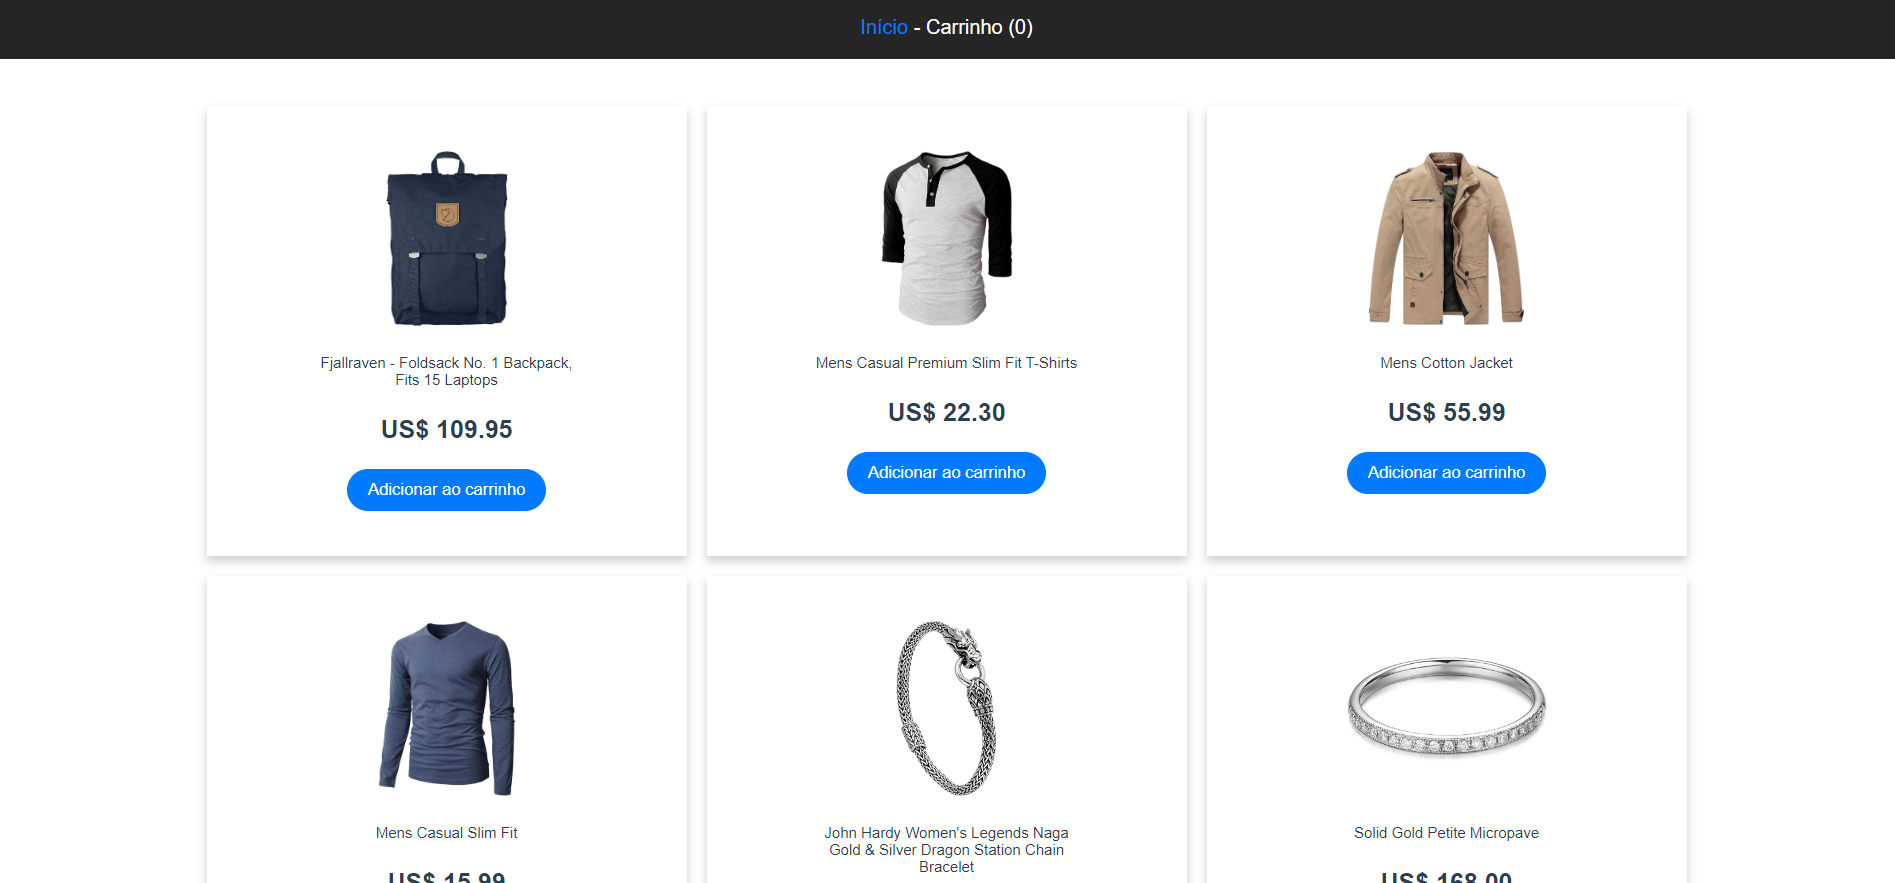 Início - Carrinho (0)
Fjallraven - Foldsack No. 1 Backpack,
Fits 15 Laptops
US$ 109.95
Adicionar ao carrinho
Mens Casual Premium Slim Fit T-Shirts
US$ 22.30
Adicionar ao carrinho
Mens Cotton Jacket
US$ 55.99
Adicionar ao carrinho
Mens Casual Slim Fit
US$ 15.99
John Hardy Women's Legends Naga
Gold & Silver Dragon Station Chain
Bracelet
Solid Gold Petite Micropave
US$ 168.00